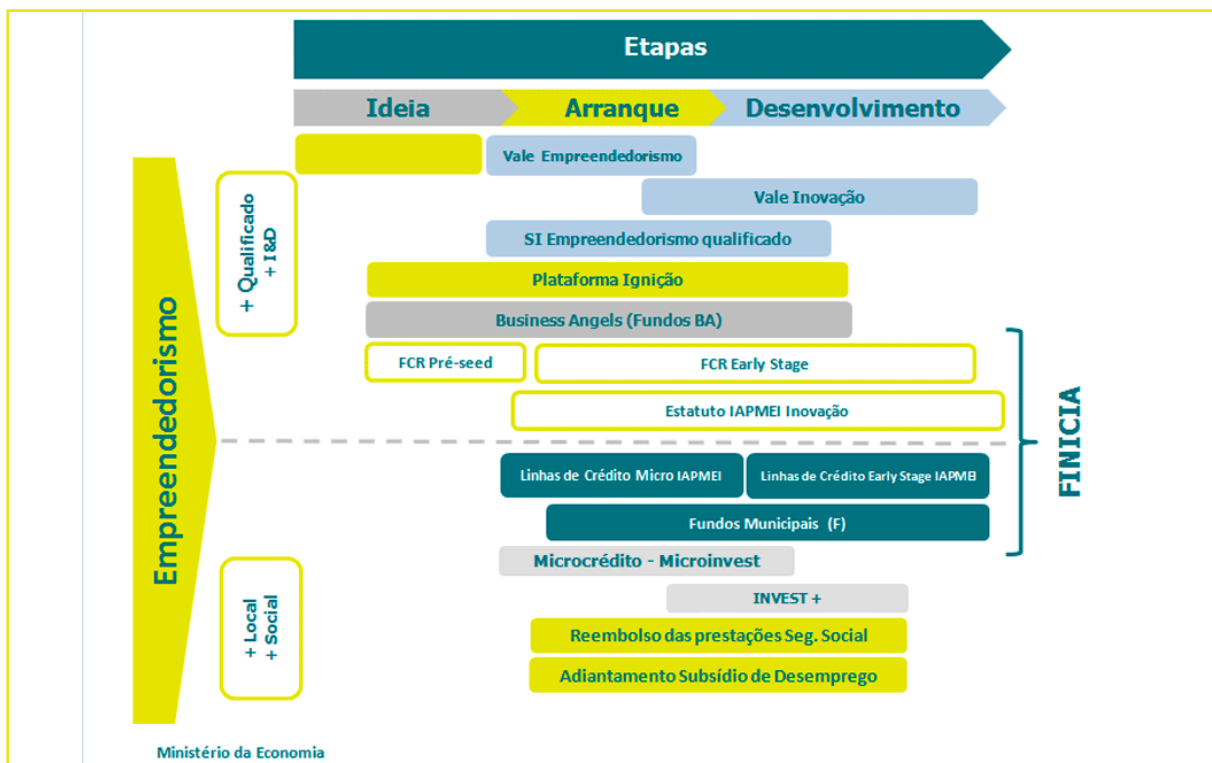 Etapas
Ideia
Arranque
Desenvolvimento
Vale Empreendedorismo
Vale Inovação
+ Qualificado
+ I&D
SI Empreendedorismo qualificado
Plataforma Ignição
Business Angels (Fundos BA)
FCR Pré-seed
FCR Early Stage
Estatuto IAPMEI Inovação
Empreendedorismo
FINICIA
Linhas de Crédito Micro IAPMEI
Linhas de Crédito Early Stage IAPMEI
Fundos Municipais (F)
Microcrédito - Microinvest
INVEST +
+ Local
+ Social
Reembolso das prestações Seg. Social
Adiantamento Subsídio de Desemprego
Ministério da Economia